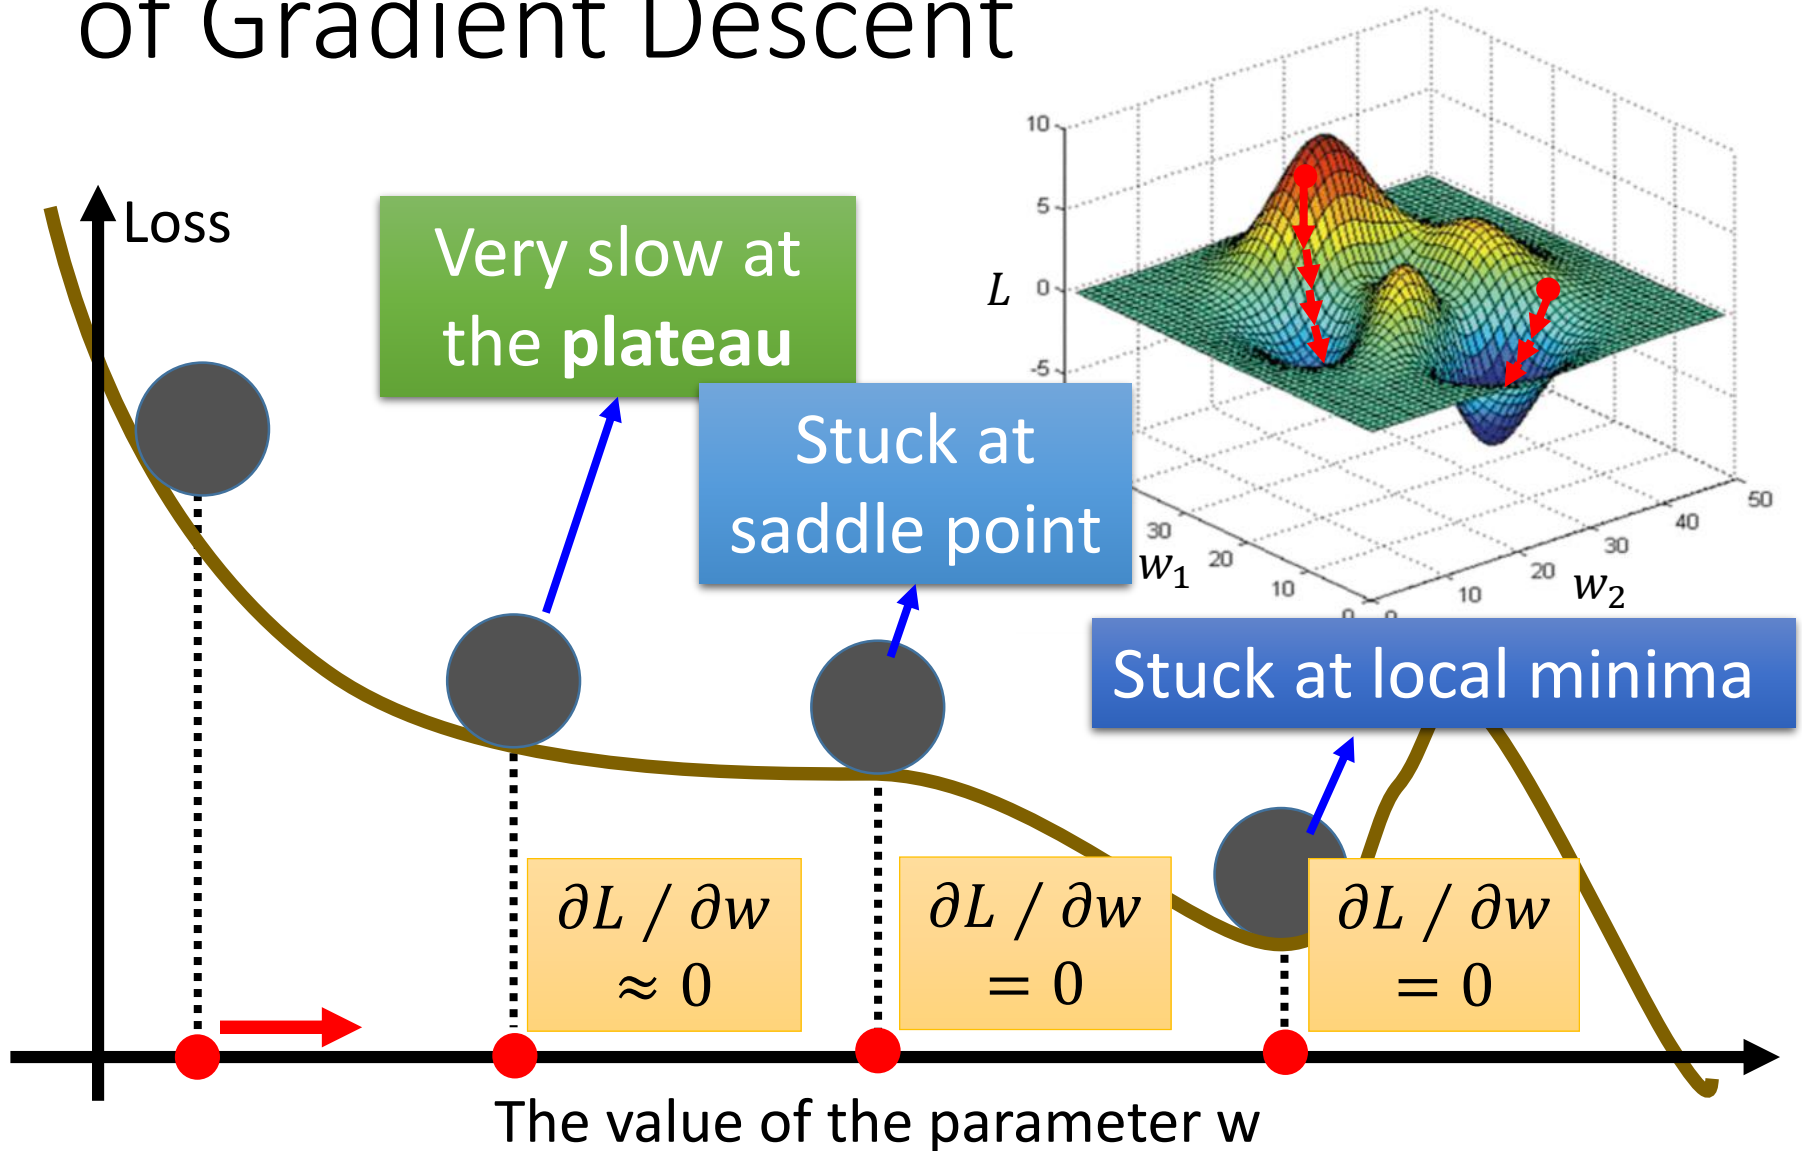 of Gradient Descent
Loss
Very slow at
the plateau
Stuck at
saddle point
Stuck at local minima
10
5
L 0
-5
30
20
10
0
w₁
0
10
20
30
40
50
w₂
∂L / ∂w
≈ 0
∂L / ∂w
= 0
∂L / ∂w
= 0
The value of the parameter w